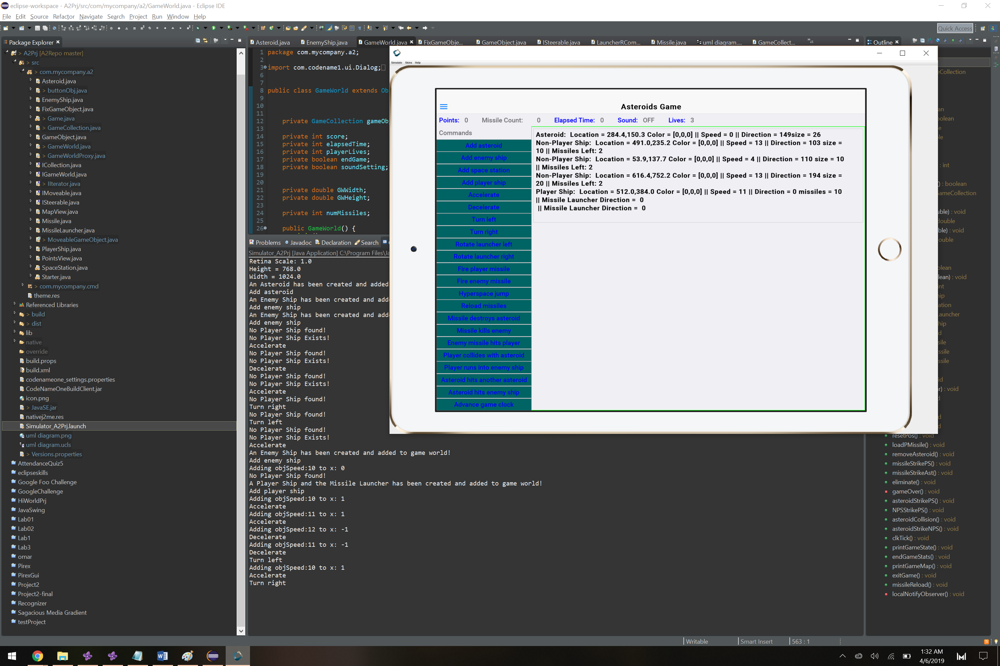 eclipse-workspace - A2Prj/src/com/mycompany/a2/GameWorld.java - Eclipse IDE
File Edit Source Refactor Navigate Search Project Run Window Help
Quick Access
Package Explorer
A2Prj [A2Repo master]
src
com.mycompany.a2
Asteroid.java
> buttonObj.java
EnemyShip.java
FixGameObject.java
> Game.java
> GameCollection.java
GameObject.java
> GameWorld.java
> GameWorldProxy.java
ICollection.java
IGameWorld.java
> IIterator.java
IMoveable.java
ISteerable.java
MapView.java
Missile.java
MissileLauncher.java
> MoveableGameObject.java
PlayerShip.java
PointsView.java
SpaceStation.java
Starter.java
> com.mycompany.cmd
theme.res
Referenced Libraries
> build
> dist
lib
native
override
build.props
build.xml
codenameone_settings.properties
CodeNameOneBuildClient.jar
icon.png
> JavaSE.jar
nativej2me.res
Simulator_A2Prj.launch
uml diagram.png
uml diagram.ucls
> Versions.properties
AttendanceQuiz5
eclipseskills
Google Foo Challenge
GoogleChallenge
HiWorldPrj
JavaSwing
Lab01
Lab02
Lab1
Lab3
omar
Pirex
PirexGui
Project2
Project2-final
Recognizer
Sagacious Media Gradient
testProject
Asteroid.java EnemyShip.java GameWorld.java FixGameObje... GameObject.java ISteerable.java LauncherRCom... Missile.java uml diagram.... GameCollect... 45
1 package com.mycompany.a2;
2
3 import com.codename1.ui.Dialog;
6
7
8 public class GameWorld extends Ob
9
10
11
12 private GameCollection gameOb
13
14 private int score;
15 private int elapsedTime;
16 private int playerLives;
17 private boolean endGame;
18 private boolean soundSetting;
19
20
21 private double GWWidth;
22 private double GWHeight;
23
24 private int numMissiles;
25
26 public GameWorld() {
Problems Javadoc Declaration Search
Simulator_A2Prj [Java Application] C:\Program Files\Ja
Retina Scale: 1.0
Height = 768.0
Width = 1024.0
An Asteroid has been created and added
Add asteroid
An Enemy Ship has been created and adde
Add enemy ship
An Enemy Ship has been created and adde
Add enemy ship
No Player Ship found!
No Player Ship Exists!
Accelerate
No Player Ship found!
No Player Ship Exists!
Decelerate
No Player Ship found!
No Player Ship Exists!
Accelerate
No Player Ship found!
Turn right
No Player Ship found!
Turn left
No Player Ship found!
No Player Ship Exists!
Accelerate
An Enemy Ship has been created and added to game world!
Add enemy ship
Adding objSpeed:10 to x: 0
No Player Ship found!
A Player Ship and the Missile Launcher has been created and added to game world!
Add player ship
Adding objSpeed:10 to x: 1
Accelerate
Adding objSpeed:11 to x: 1
Accelerate
Adding objSpeed:12 to x: -1
Decelerate
Adding objSpeed:11 to x: -1
Decelerate
Turn left
Adding objSpeed:10 to x: 1
Accelerate
Turn right
Simulate Skins Help
Asteroids Game
Points: 0 Missile Count: 0 Elapsed Time: 0 Sound: OFF Lives: 3
Commands
Add asteroid
Add enemy ship
Add space station
Add player ship
Accelerate
Decelerate
Turn left
Turn right
Rotate launcher left
Rotate launcher right
Fire player missile
Fire enemy missile
Hyperspace jump
Reload missiles
Missile destroys asteroid
Missile kills enemy
Enemy missile hits player
Player collides with asteroid
Player runs into enemy ship
Asteroid hits another asteroid
Asteroid hits enemy ship
Advance game clock
Asteroid: Location = 284.4,150.3 Color = [0,0,0] || Speed = 0 || Direction = 149size = 26
Non-Player Ship: Location = 491.0,235.2 Color = [0,0,0] || Speed = 13 || Direction = 103 size =
10 || Missiles Left: 2
Non-Player Ship: Location = 53.9,137.7 Color = [0,0,0] || Speed = 4 || Direction = 110 size = 10
|| Missiles Left: 2
Non-Player Ship: Location = 616.4,752.2 Color = [0,0,0] || Speed = 13 || Direction = 194 size =
20 || Missiles Left: 2
Player Ship: Location = 512.0,384.0 Color = [0,0,0] || Speed = 11 || Direction = 0 missiles = 10
|| Missile Launcher Direction = 0
|| Missile Launcher Direction = 0
Outline
resetPos() : void
loadPMissile() : void
removeAsteroid() : void
missileStrikePS() : void
missileStrikeAst() : void
eliminate() : void
gameOver() : void
asteroidStrikePS() : void
NPSStrikePS() : void
asteroidCollision() : void
asteroidStrikeNPS() : void
clkTick() : void
printGameState() : void
endGameStats() : void
printGameMap() : void
exitGame() : void
missileReload() : void
localNotifyObserver() : void
Writable Smart Insert 563 : 1
1:32 AM
4/6/2019